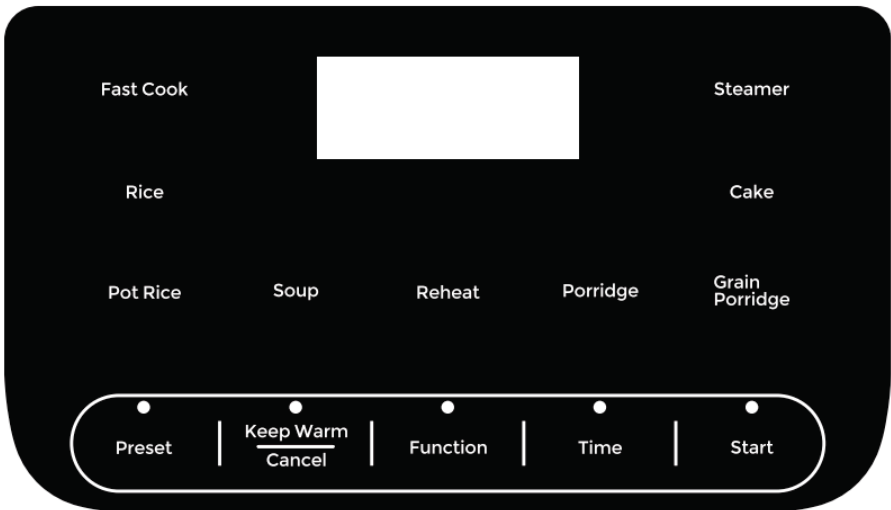 Fast Cook
Steamer
Rice
Cake
Pot Rice
Soup
Reheat
Porridge
Grain
Porridge
Preset
Keep Warm
Cancel
Function
Time
Start